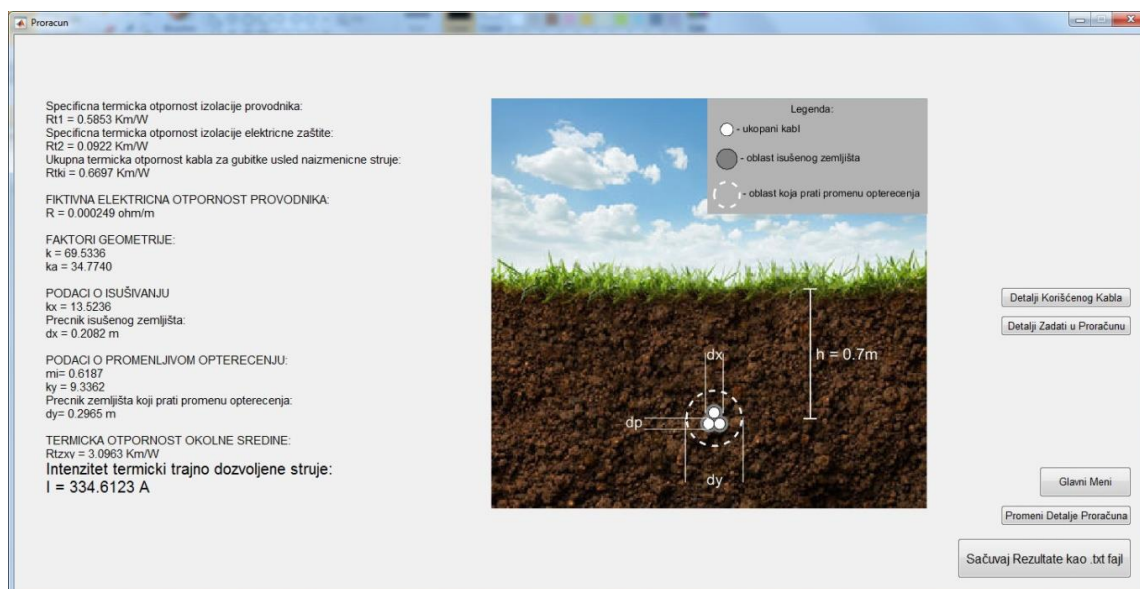 Proracun
Specificna termicka otpornost izolacije provodnika:
Rt1 = 0.5853 Km/W
Specificna termicka otpornost izolacije elektricne zaštite:
Rt2 = 0.0922 Km/W
Ukupna termicka otpornost kabla za gubitke usled naizmenicne struje:
Rtki = 0.6697 Km/W
FIKTIVNA ELEKTRICNA OTPORNOST PROVODNIKA:
R = 0.000249 ohm/m
FAKTORI GEOMETRIJE:
k = 69.5336
ka = 34.7740
PODACI O ISUŠIVANJU
kx = 13.5236
Precnik isušenog zemljišta:
dx = 0.2082 m
PODACI O PROMENLJIVOM OPTERECENJU:
mi= 0.6187
ky = 9.3362
Precnik zemljišta koji prati promenu opterecenja:
dy= 0.2965 m
TERMICKA OTPORNOST OKOLNE SREDINE:
Rtzxy = 3.0963 Km/W
Intenzitet termicki trajno dozvoljene struje:
I = 334.6123 A
Legenda:
- ukopani kabl
- oblast isušenog zemljišta
- oblast koja prati promenu opterecenja
dx
h = 0.7m
dp
dy
Detalji Korišćenog Kabla
Detalji Zadati u Proračunu
Glavni Meni
Promeni Detalje Proračuna
Sačuvaj Rezultate kao .txt fajl